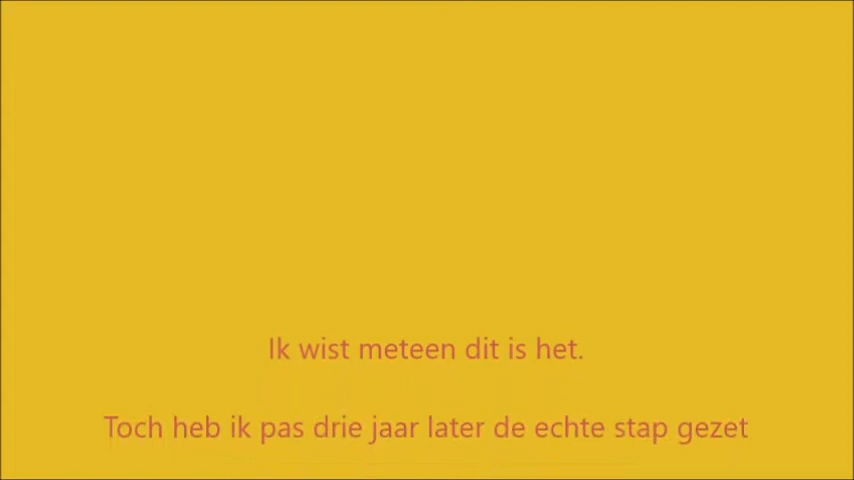 Ik wist meteen dit is het.
Toch heb ik pas drie jaar later de echte stap gezet